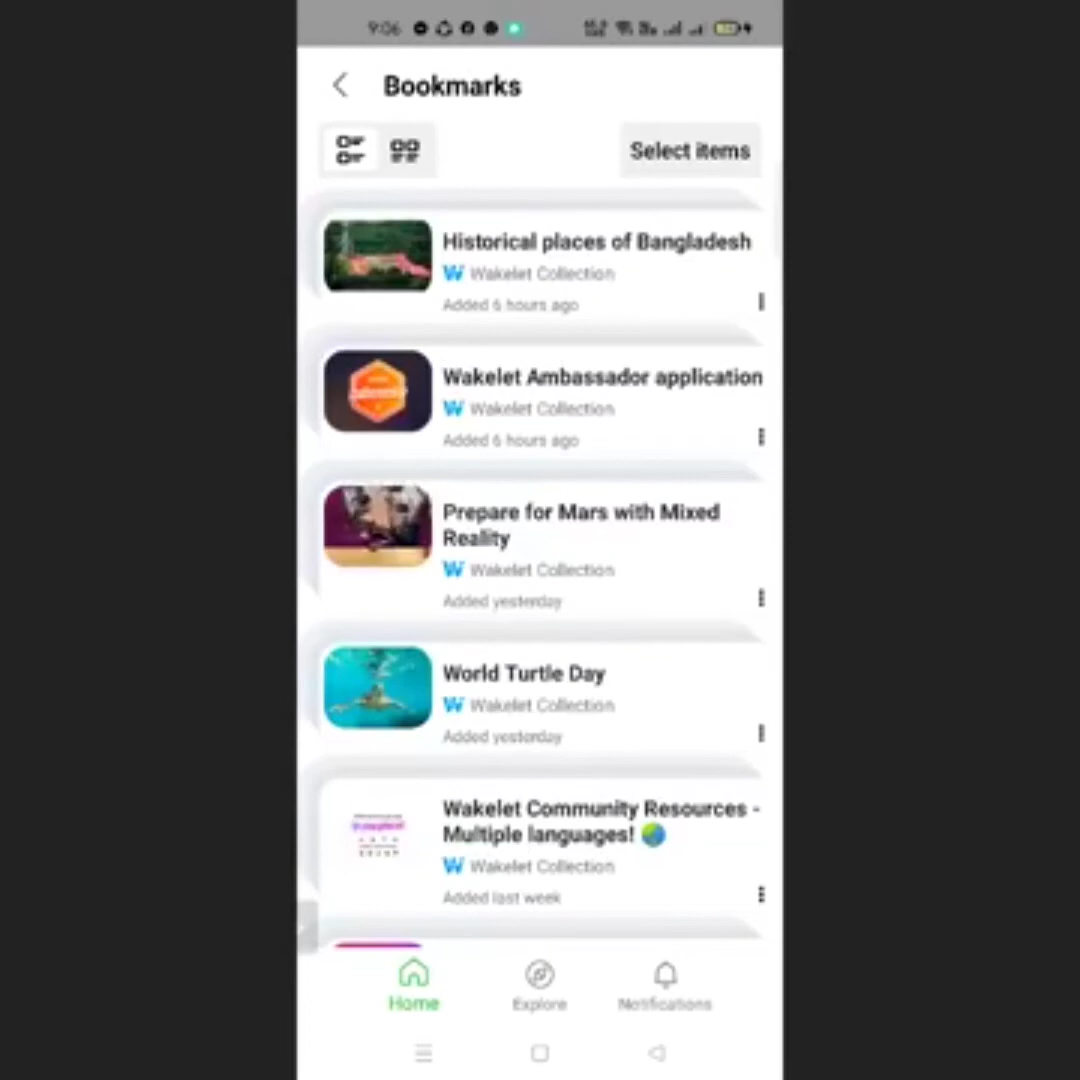 9:06
Bookmarks
Select items
Historical places of Bangladesh
Wakelet Collection
Added 6 hours ago
Wakelet Ambassador application
Wakelet Collection
Added 6 hours ago
Prepare for Mars with Mixed
Reality
Wakelet Collection
Added yesterday
World Turtle Day
Wakelet Collection
Added yesterday
Wakelet Community Resources -
Multiple languages! 🌏
Wakelet Collection
Added last week
Home
Explore
Notifications